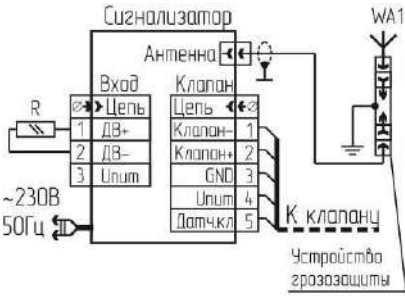 Сигнализатор
WA1
Антенна
Вход
Клапан
R
Цепь
Цепь
1 ДВ+
Клапан- 1
2 ДВ-
Клапан+ 2
3 Uпит
GND 3
~230В
50Гц
Uпит 4
Датч.кл 5
К клапану
Устройство
грозозащиты